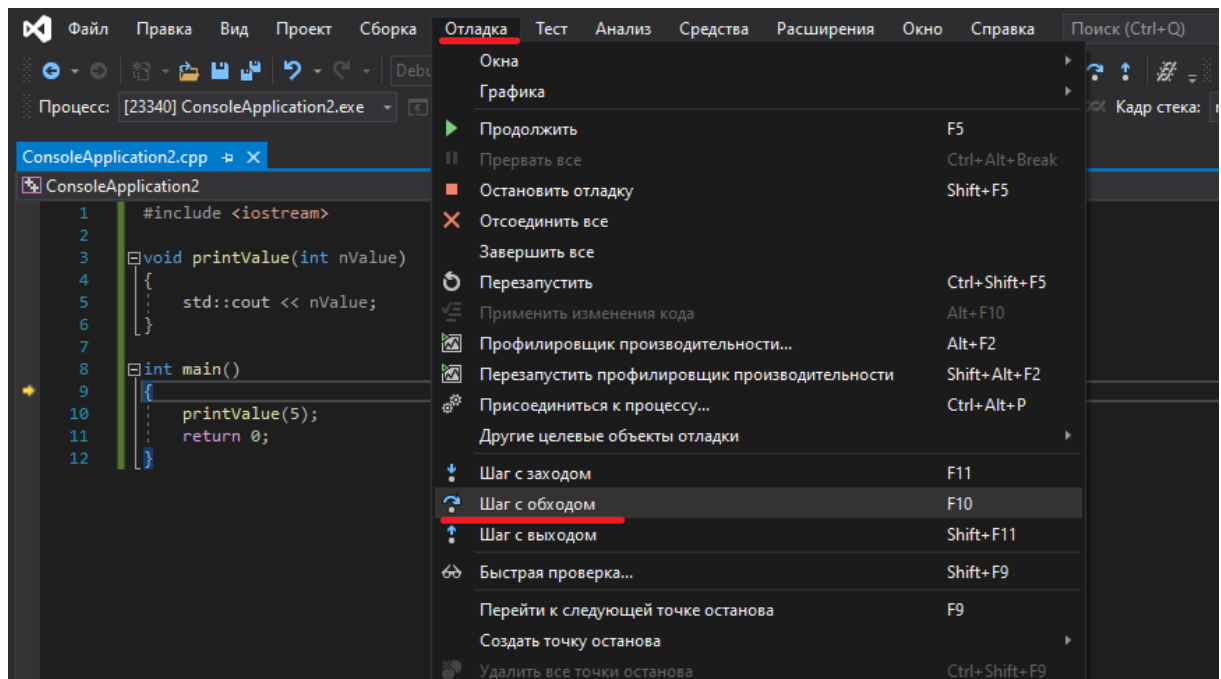 Файл Правка Вид Проект Сборка Отладка Тест Анализ Средства Расширения Окно Справка Поиск (Ctrl+Q)
Debu
Процесс: [23340] ConsoleApplication2.exe Кадр стека:
ConsoleApplication2.cpp
ConsoleApplication2
1 #include <iostream>
2
3 void printValue(int nValue)
4 {
5 std::cout << nValue;
6 }
7
8 int main()
9 {
10 printValue(5);
11 return 0;
12 }
Окна
Графика
Продолжить F5
Прервать все Ctrl+Alt+Break
Остановить отладку Shift+F5
Отсоединить все
Завершить все
Перезапустить Ctrl+Shift+F5
Применить изменения кода Alt+F10
Профилировщик производительности... Alt+F2
Перезапустить профилировщик производительности Shift+Alt+F2
Присоединиться к процессу... Ctrl+Alt+P
Другие целевые объекты отладки
Шаг с заходом F11
Шаг с обходом F10
Шаг с выходом Shift+F11
Быстрая проверка... Shift+F9
Перейти к следующей точке останова F9
Создать точку останова
Удалить все точки останова Ctrl+Shift+F9